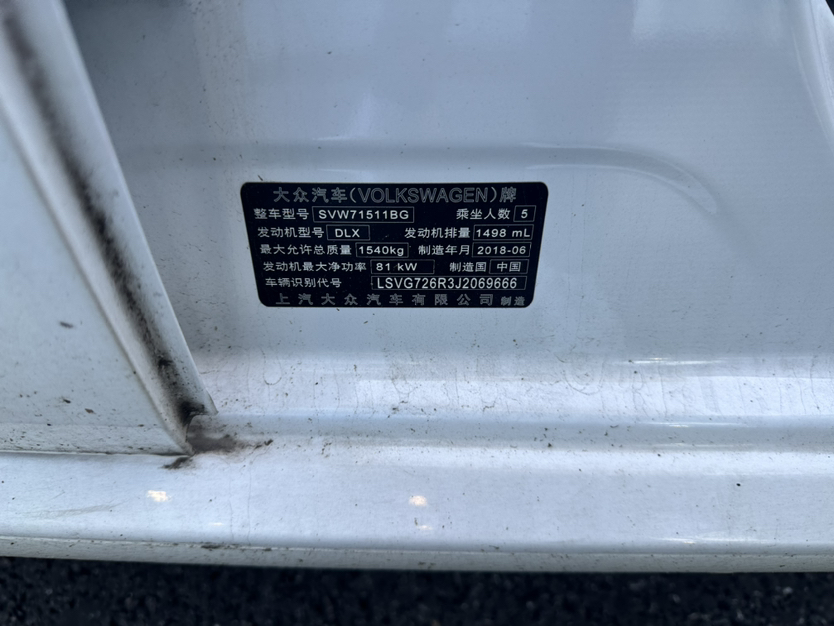 大众汽车(VOLKSWAGEN)牌
整车型号 SVW71511BG 乘坐人数 5
发动机型号 DLX 发动机排量 1498 mL
最大允许总质量 1540kg 制造年月 2018-06
发动机最大净功率 81 kW 制造国 中国
车辆识别代号 LSVG726R3J2069666
上汽大众汽车有限公司 制造